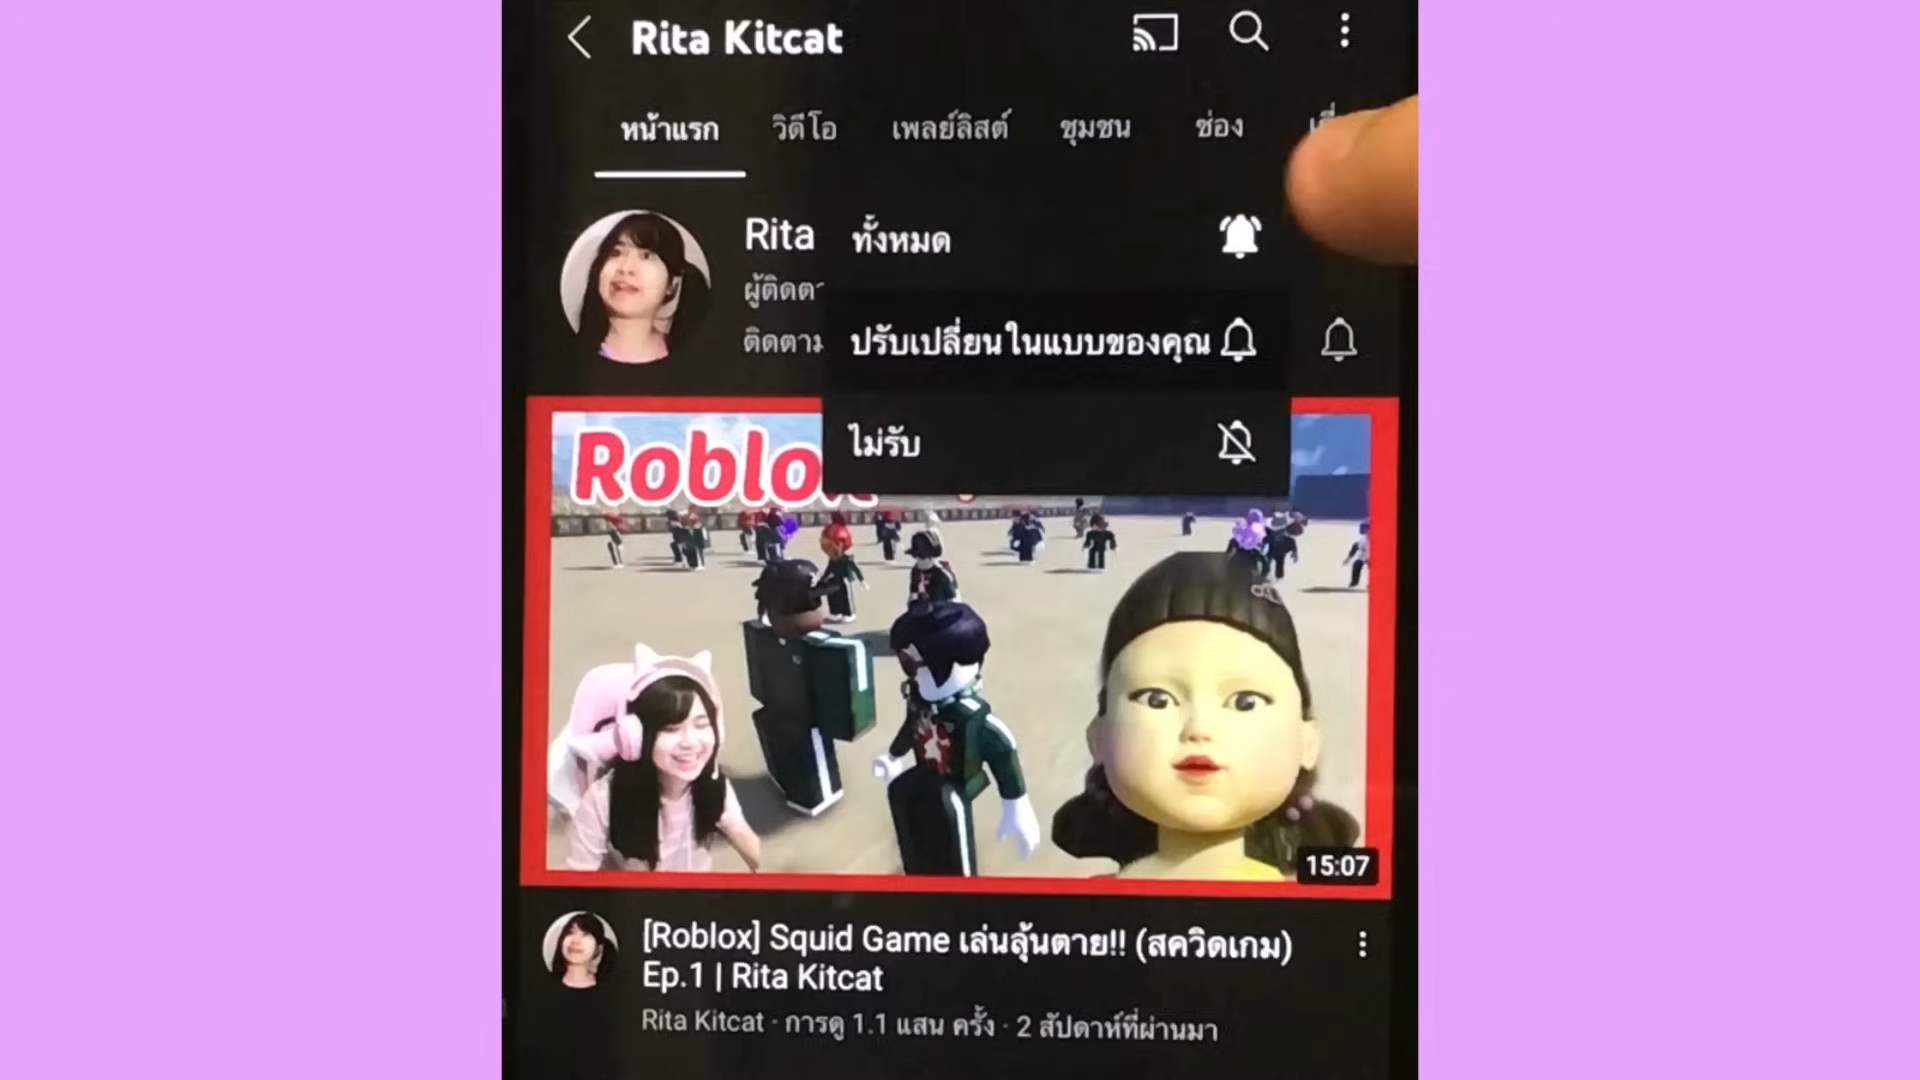 Rita Kitcat
หน้าแรก วิดีโอ เพลย์ลิสต์ ชุมชน ช่อง
Rita
ทั้งหมด
ปรับเปลี่ยนในแบบของคุณ
ไม่รับ
15:07
[Roblox] Squid Game เล่นลุ้นตาย!! (สควิดเกม)
Ep.1 | Rita Kitcat
Rita Kitcat · การดู 1.1 แสน ครั้ง · 2 สัปดาห์ที่ผ่านมา